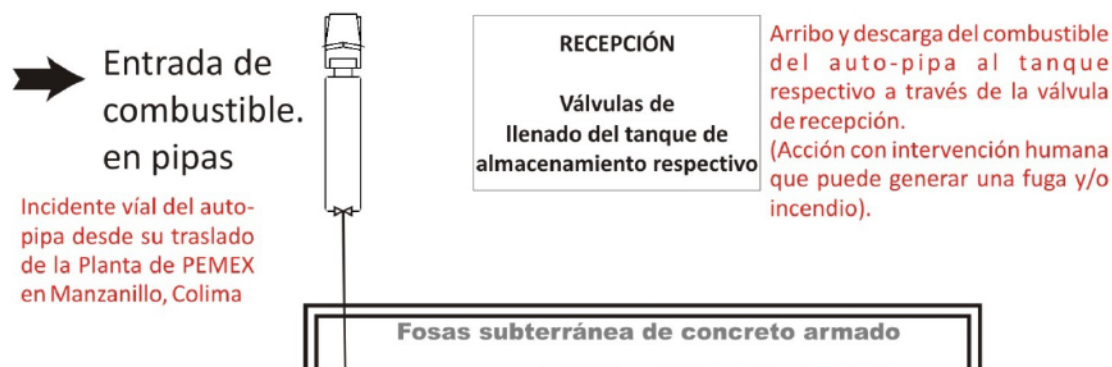 Entrada de
combustible.
en pipas
Incidente víal del auto-
pipa desde su traslado
de la Planta de PEMEX
en Manzanillo, Colima
RECEPCIÓN
Válvulas de
llenado del tanque de
almacenamiento respectivo
Arribo y descarga del combustible
del auto-pipa al tanque
respectivo a través de la válvula
de recepción.
(Acción con intervención humana
que puede generar una fuga y/o
incendio).
Fosas subterránea de concreto armado